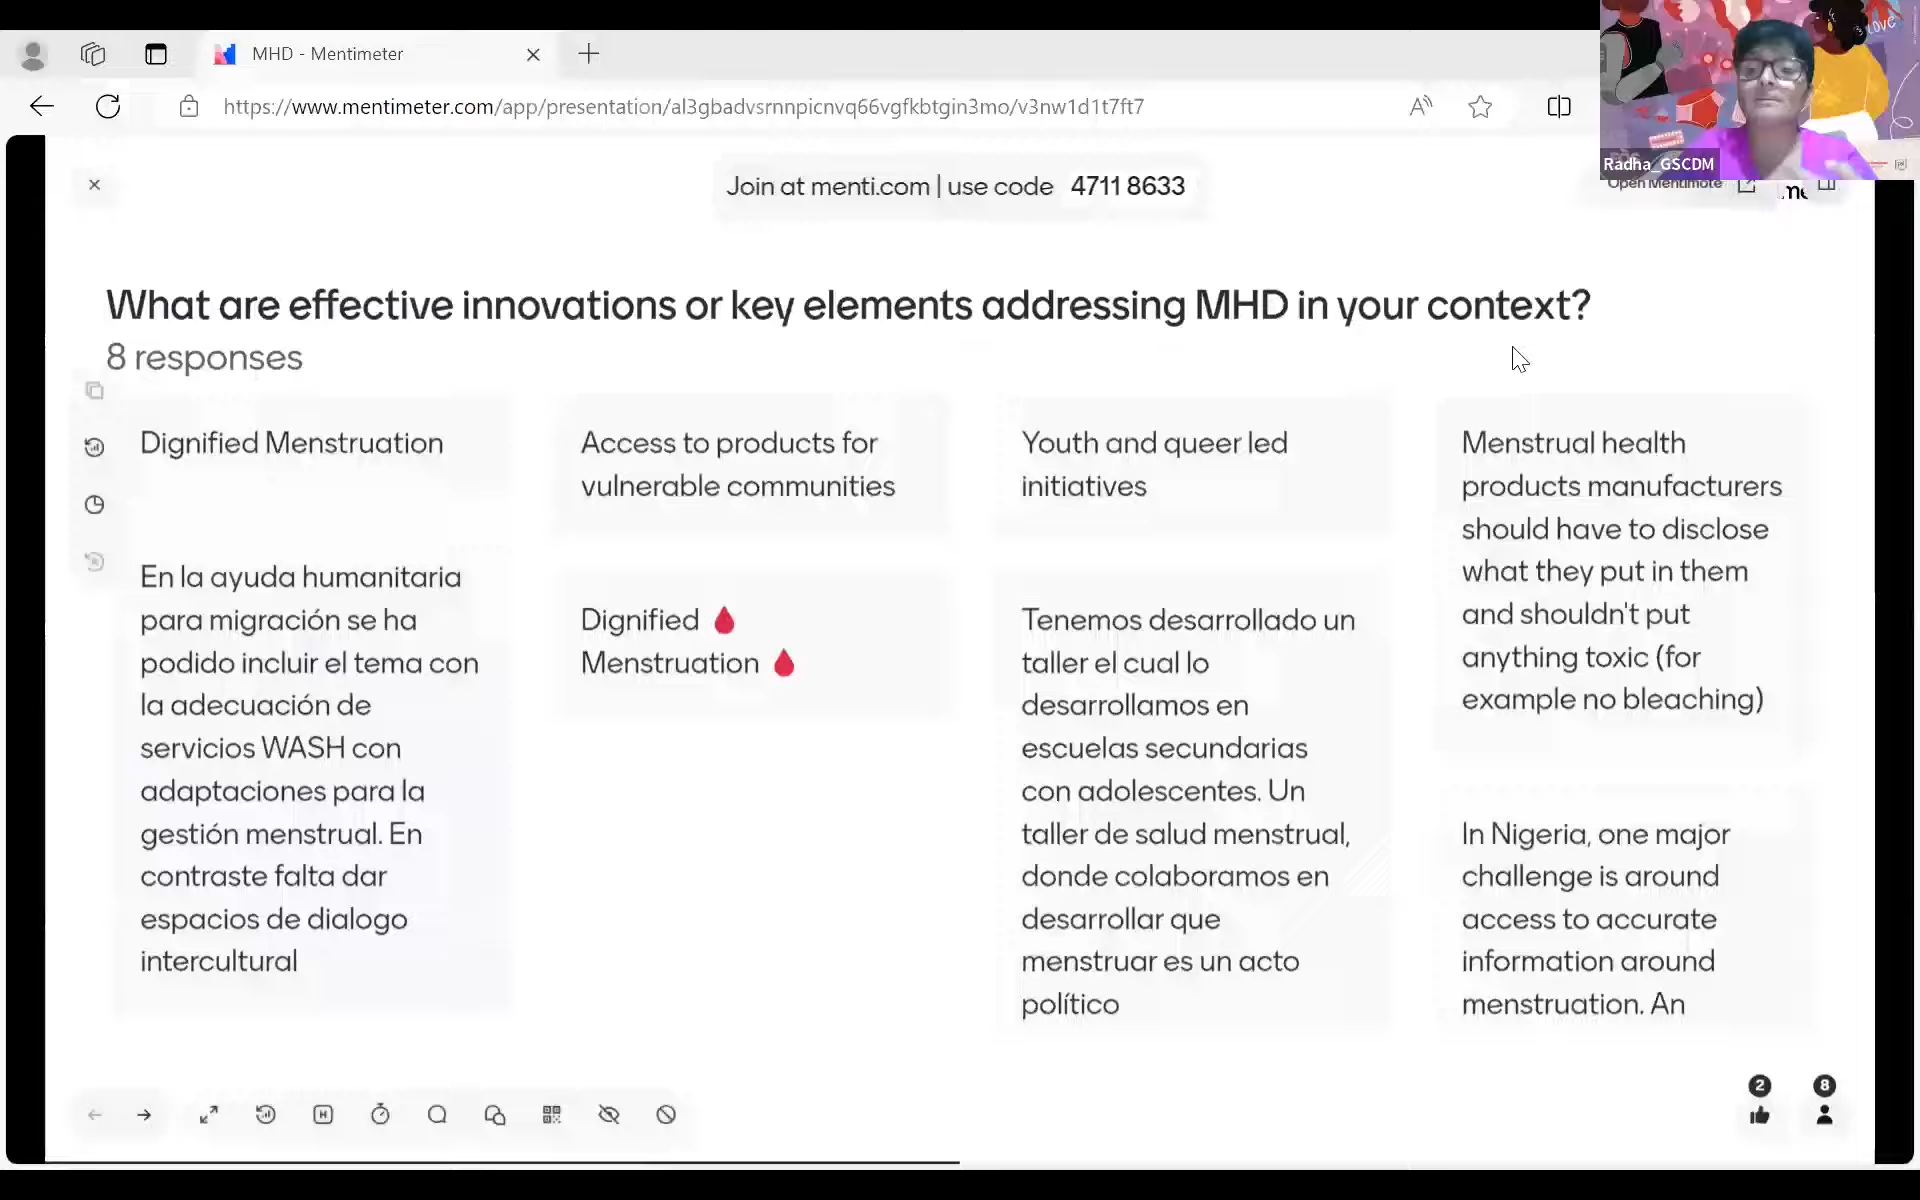 MHD - Mentimeter
https://www.mentimeter.com/app/presentation/al3gbadvsrnnpicnvq66vgfkbtgin3mo/v3nw1d1t7ft7
Radha_GSCDM
Join at menti.com | use code 4711 8633
Open Mentimote
What are effective innovations or key elements addressing MHD in your context?
8 responses
Dignified Menstruation
En la ayuda humanitaria
para migración se ha
podido incluir el tema con
la adecuación de
servicios WASH con
adaptaciones para la
gestión menstrual. En
contraste falta dar
espacios de dialogo
intercultural
Access to products for
vulnerable communities
Dignified 🩸
Menstruation 🩸
Youth and queer led
initiatives
Tenemos desarrollado un
taller el cual lo
desarrollamos en
escuelas secundarias
con adolescentes. Un
taller de salud menstrual,
donde colaboramos en
desarrollar que
menstruar es un acto
político
Menstrual health
products manufacturers
should have to disclose
what they put in them
and shouldn't put
anything toxic (for
example no bleaching)
In Nigeria, one major
challenge is around
access to accurate
information around
menstruation. An
2
8